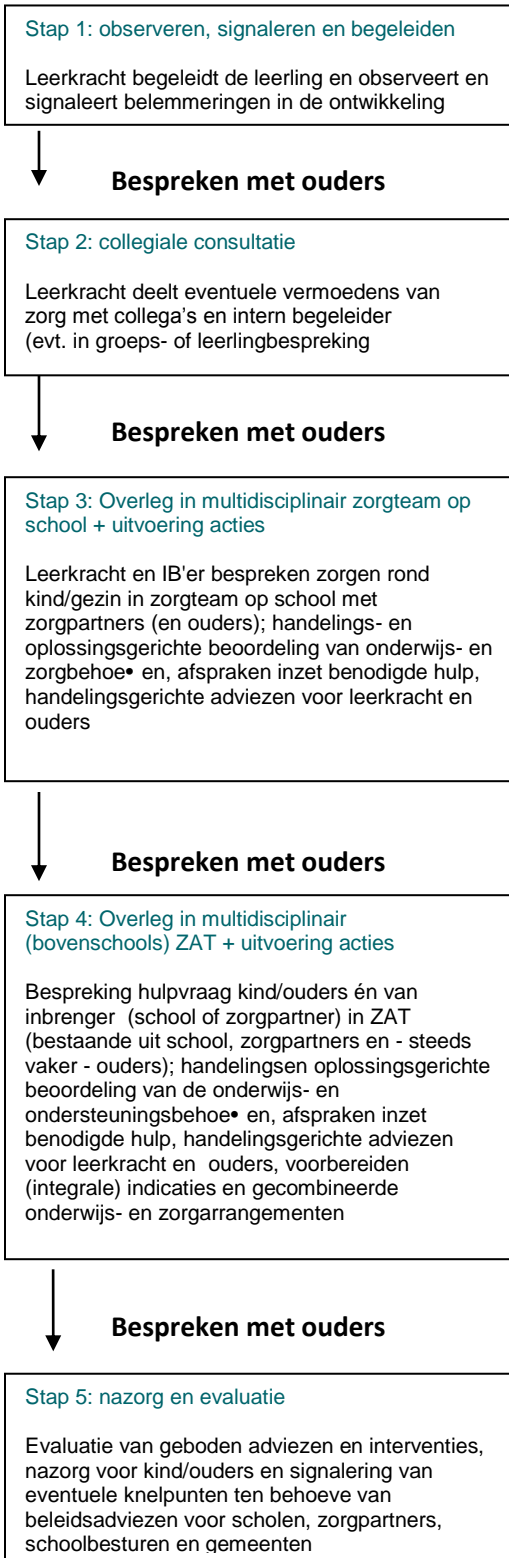 Stap 1: observeren, signaleren en begeleiden
Leerkracht begeleidt de leerling en observeert en
signaleert belemmeringen in de ontwikkeling
Bespreken met ouders
Stap 2: collegiale consultatie
Leerkracht deelt eventuele vermoedens van
zorg met collega's en intern begeleider
(evt. in groeps- of leerlingbespreking
Bespreken met ouders
Stap 3: Overleg in multidisciplinair zorgteam op
school + uitvoering acties
Leerkracht en IB'er bespreken zorgen rond
kind/gezin in zorgteam op school met
zorgpartners (en ouders); handelings- en
oplossingsgerichte beoordeling van onderwijs- en
zorgbehoe• en, afspraken inzet benodigde hulp,
handelingsgerichte adviezen voor leerkracht en
ouders
Bespreken met ouders
Stap 4: Overleg in multidisciplinair
(bovenschools) ZAT + uitvoering acties
Bespreking hulpvraag kind/ouders én van
inbrenger (school of zorgpartner) in ZAT
(bestaande uit school, zorgpartners en - steeds
vaker - ouders); handelingsen oplossingsgerichte
beoordeling van de onderwijs- en
ondersteuningsbehoe• en, afspraken inzet
benodigde hulp, handelingsgerichte adviezen
voor leerkracht en ouders, voorbereiden
(integrale) indicaties en gecombineerde
onderwijs- en zorgarrangementen
Bespreken met ouders
Stap 5: nazorg en evaluatie
Evaluatie van geboden adviezen en interventies,
nazorg voor kind/ouders en signalering van
eventuele knelpunten ten behoeve van
beleidsadviezen voor scholen, zorgpartners,
schoolbesturen en gemeenten